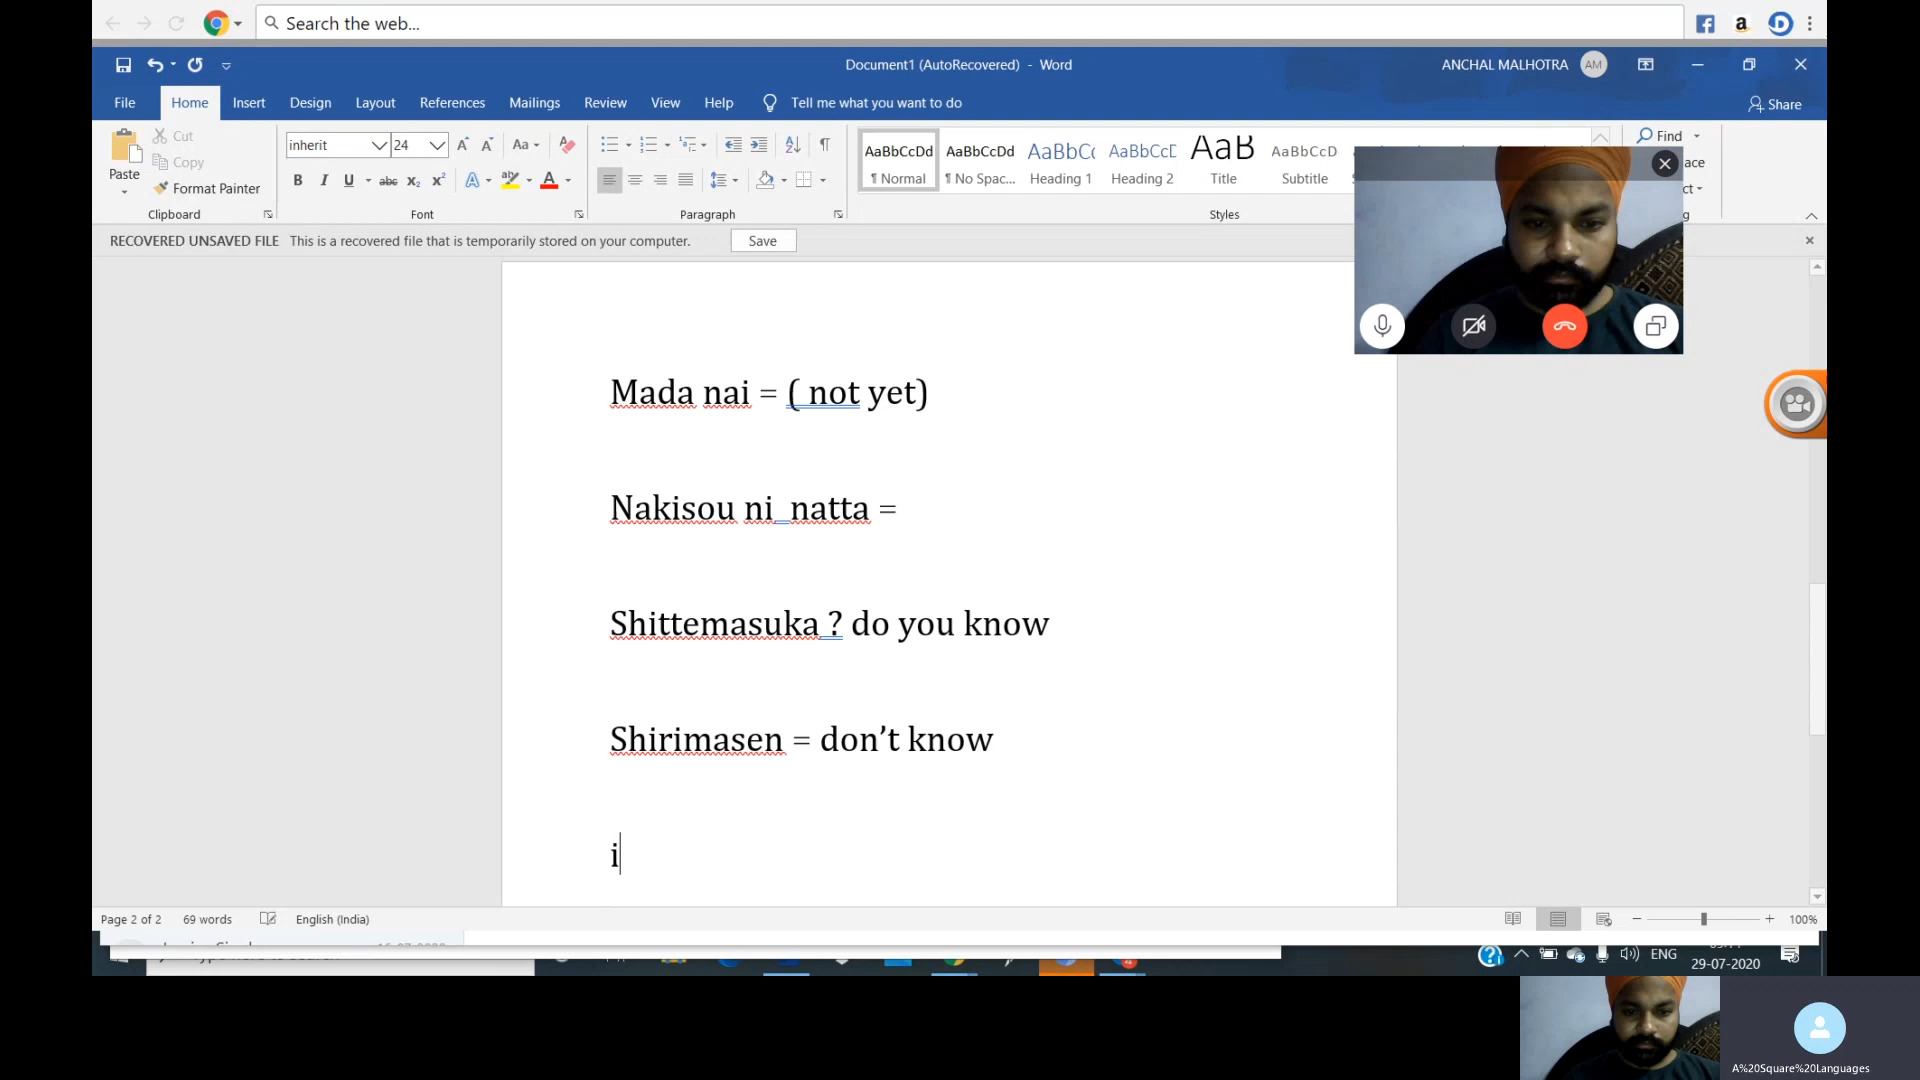 Search the web...
Document1 (AutoRecovered) - Word
ANCHAL MALHOTRA AM
File Home Insert Design Layout References Mailings Review View Help Tell me what you want to do Share
Paste
Cut
Copy
Format Painter
Clipboard
inherit 24
Font
Paragraph
AaBbCcDd AaBbCcDd AaBbCc AaBbCcD AaB AaBbCcD
¶ Normal ¶ No Spac... Heading 1 Heading 2 Title Subtitle
Styles
Find
RECOVERED UNSAVED FILE This is a recovered file that is temporarily stored on your computer. Save
Mada nai = ( not yet)
Nakisou ni natta =
Shittemasuka ? do you know
Shirimasen = don't know
i
Page 2 of 2 69 words English (India)
100%
ENG
29-07-2020
A%20Square%20Languages